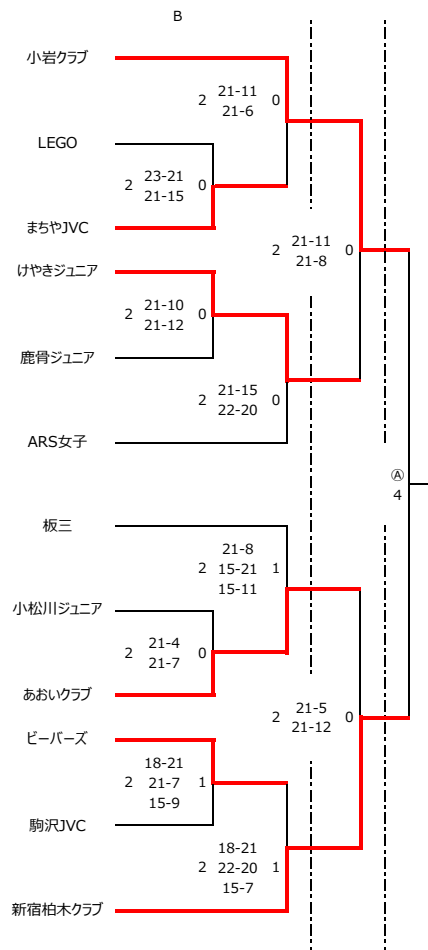 B
小岩クラブ
2 21-11 0
21-6
LEGO
2 23-21 0
21-15
まちやJVC
2 21-11 0
21-8
けやきジュニア
2 21-10 0
21-12
鹿骨ジュニア
2 21-15 0
22-20
ARS女子
Ⓐ
4
板三
21-8
2 15-21 1
15-11
小松川ジュニア
2 21-4 0
21-7
あおいクラブ
2 21-5 0
21-12
ビーバーズ
18-21
2 21-7 1
15-9
駒沢JVC
18-21
2 22-20 1
15-7
新宿柏木クラブ